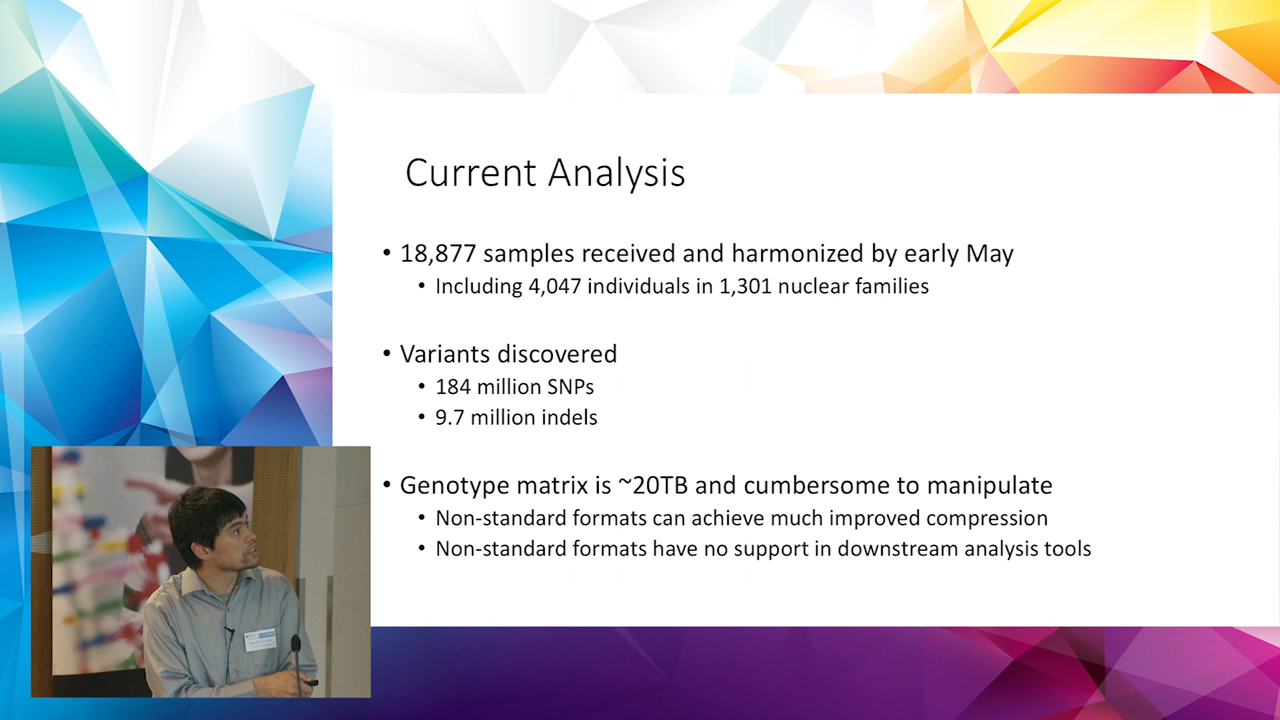 Current Analysis
• 18,877 samples received and harmonized by early May
• Including 4,047 individuals in 1,301 nuclear families
• Variants discovered
• 184 million SNPs
• 9.7 million indels
• Genotype matrix is ~20TB and cumbersome to manipulate
• Non-standard formats can achieve much improved compression
• Non-standard formats have no support in downstream analysis tools